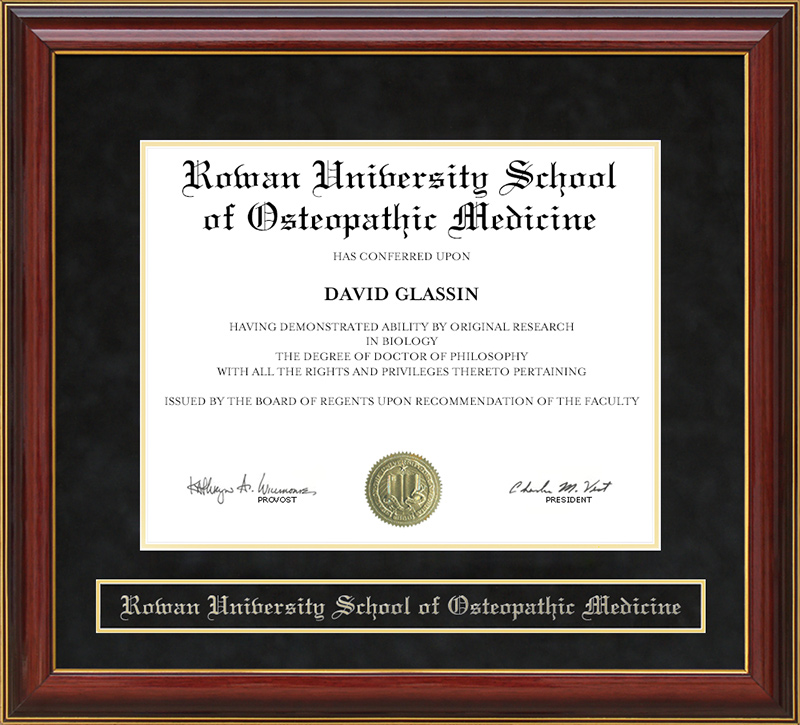 Rowan University School
of Osteopathic Medicine
HAS CONFERRED UPON
DAVID GLASSIN
HAVING DEMONSTRATED ABILITY BY ORIGINAL RESEARCH
IN BIOLOGY
THE DEGREE OF DOCTOR OF PHILOSOPHY
WITH ALL THE RIGHTS AND PRIVILEGES THERETO PERTAINING
ISSUED BY THE BOARD OF REGENTS UPON RECOMMENDATION OF THE FACULTY
Charles M. Vest
PROVOST
PRESIDENT
Rowan University School of Osteopathic Medicine